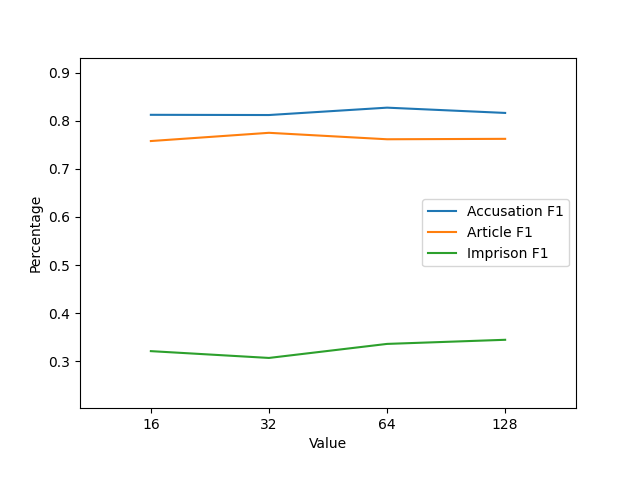 0.9
0.8
0.7
0.6
0.5
0.4
0.3
Percentage
Accusation F1
Article F1
Imprison F1
16 32 64 128
Value